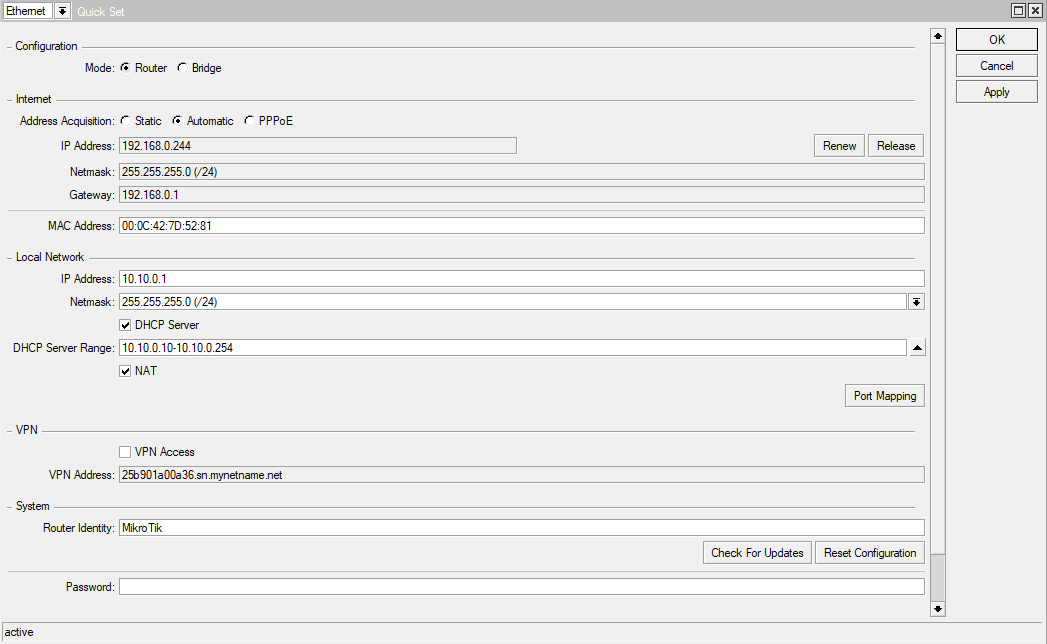 Ethernet Quick Set
OK
Cancel
Apply
Configuration
Mode: Router Bridge
Internet
Address Acquisition: Static Automatic PPPoE
IP Address: 192.168.0.244 Renew Release
Netmask: 255.255.255.0 (/24)
Gateway: 192.168.0.1
MAC Address: 00:0C:42:7D:52:81
Local Network
IP Address: 10.10.0.1
Netmask: 255.255.255.0 (/24)
DHCP Server
DHCP Server Range: 10.10.0.10-10.10.0.254
NAT
Port Mapping
VPN
VPN Access
VPN Address: 25b901a00a36.sn.mynetname.net
System
Router Identity: MikroTik
Check For Updates Reset Configuration
Password:
active